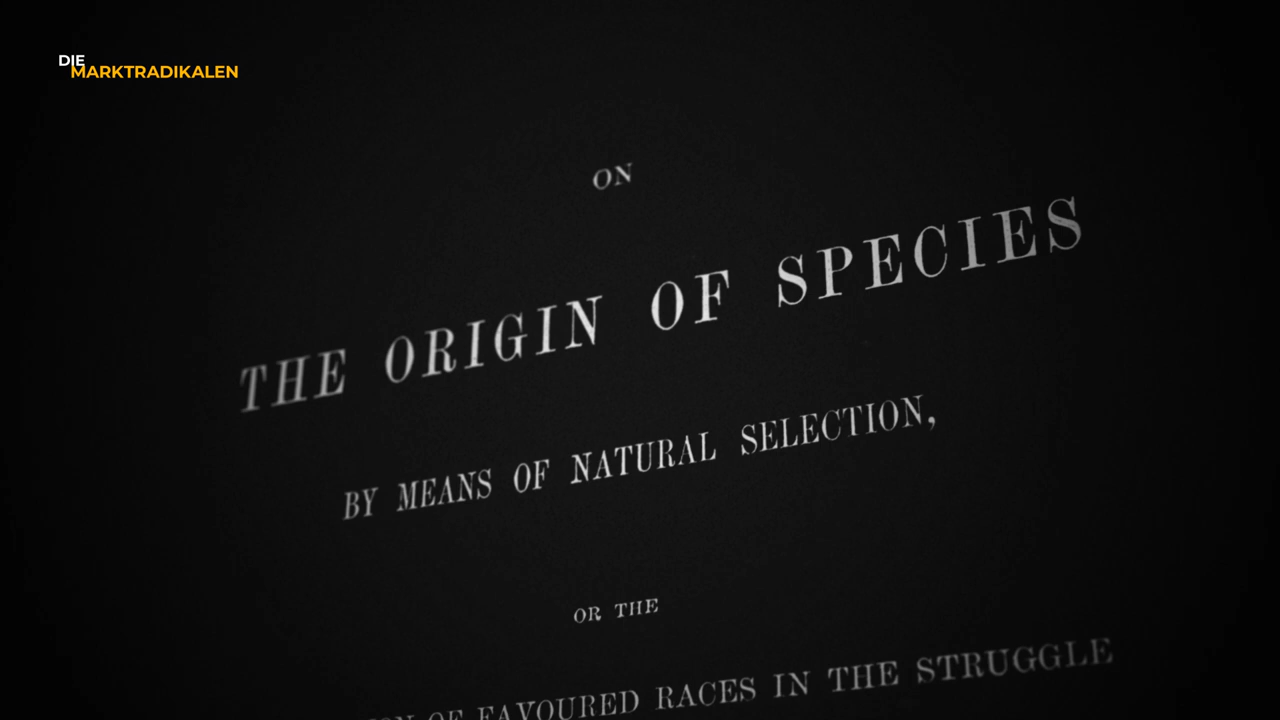 DIE
MARKTRADIKALEN
ON
THE ORIGIN OF SPECIES
BY MEANS OF NATURAL SELECTION,
OR THE
OF FAVOURED RACES IN THE STRUGGLE